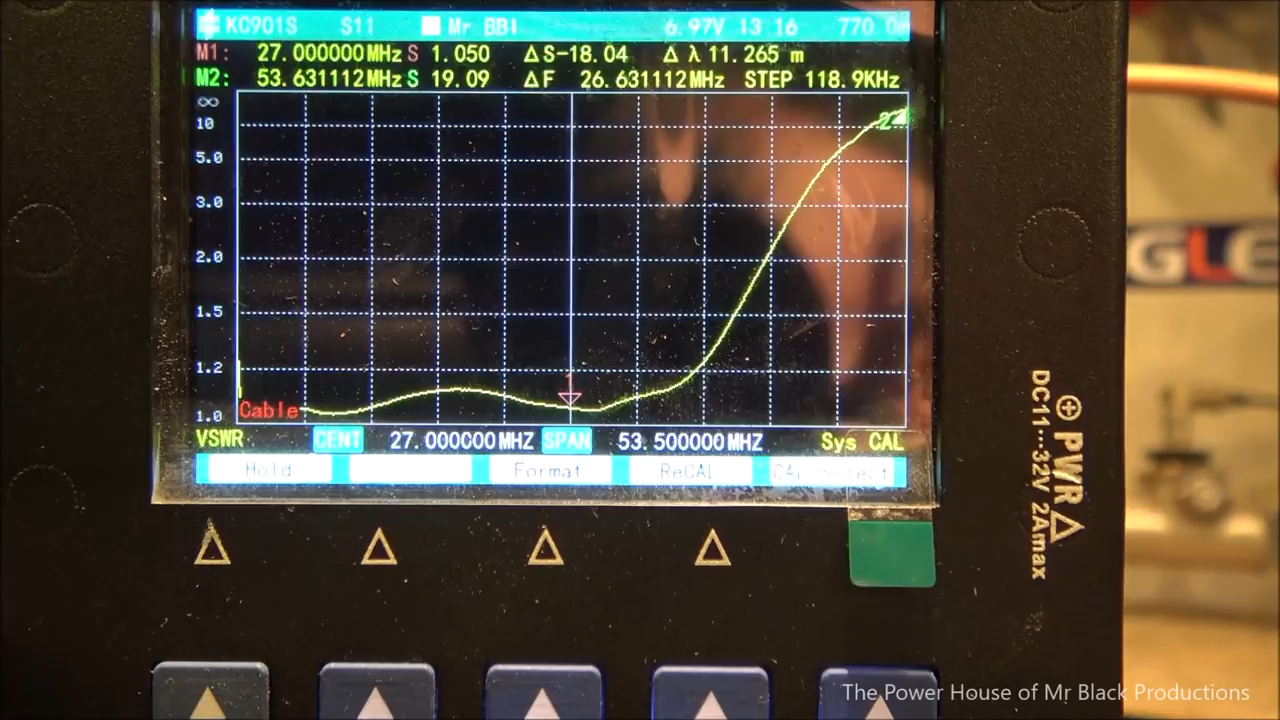 KC901S S11 Mr BBI 6.97V 13 16
M1: 27.000000MHz S 1.050 ΔS-18.04 Δ λ 11.265 m
M2: 53.631112MHz S 19.09 ΔF 26.631112MHz STEP 118.9KHz
∞
10
5.0
3.0
2.0
1.5
1.2
1.0
2
1
Cable
VSWR CENT 27.000000MHZ SPAN 53.500000MHZ Sys CAL
Hold Format ReCAL
DC11···32V 2Amax
PWR
GLE
The Power House of Mr Black Productions